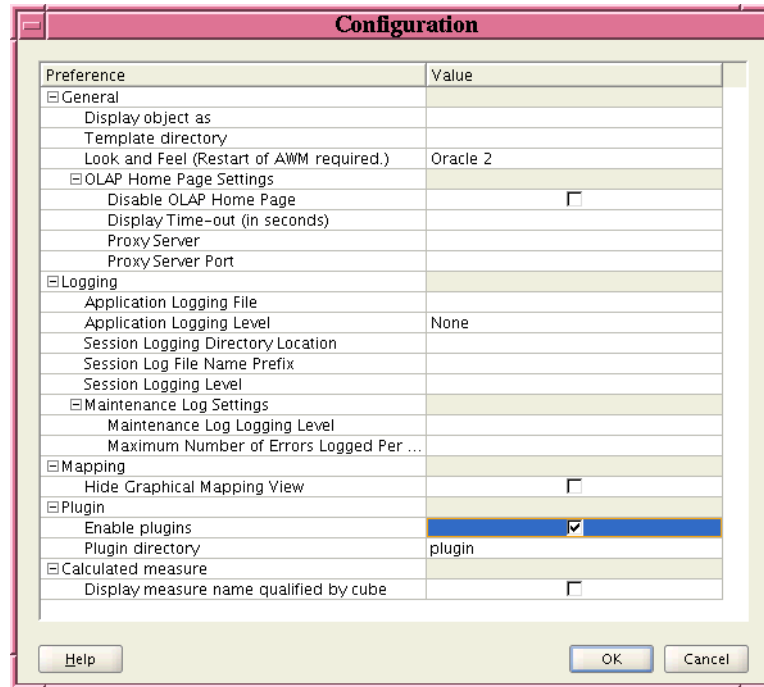 Configuration
Preference Value
General
Display object as
Template directory
Look and Feel (Restart of AWM required.) Oracle 2
OLAP Home Page Settings
Disable OLAP Home Page
Display Time-out (in seconds)
Proxy Server
Proxy Server Port
Logging
Application Logging File
Application Logging Level None
Session Logging Directory Location
Session Log File Name Prefix
Session Logging Level
Maintenance Log Settings
Maintenance Log Logging Level
Maximum Number of Errors Logged Per ...
Mapping
Hide Graphical Mapping View
Plugin
Enable plugins
Plugin directory plugin
Calculated measure
Display measure name qualified by cube
Help OK Cancel